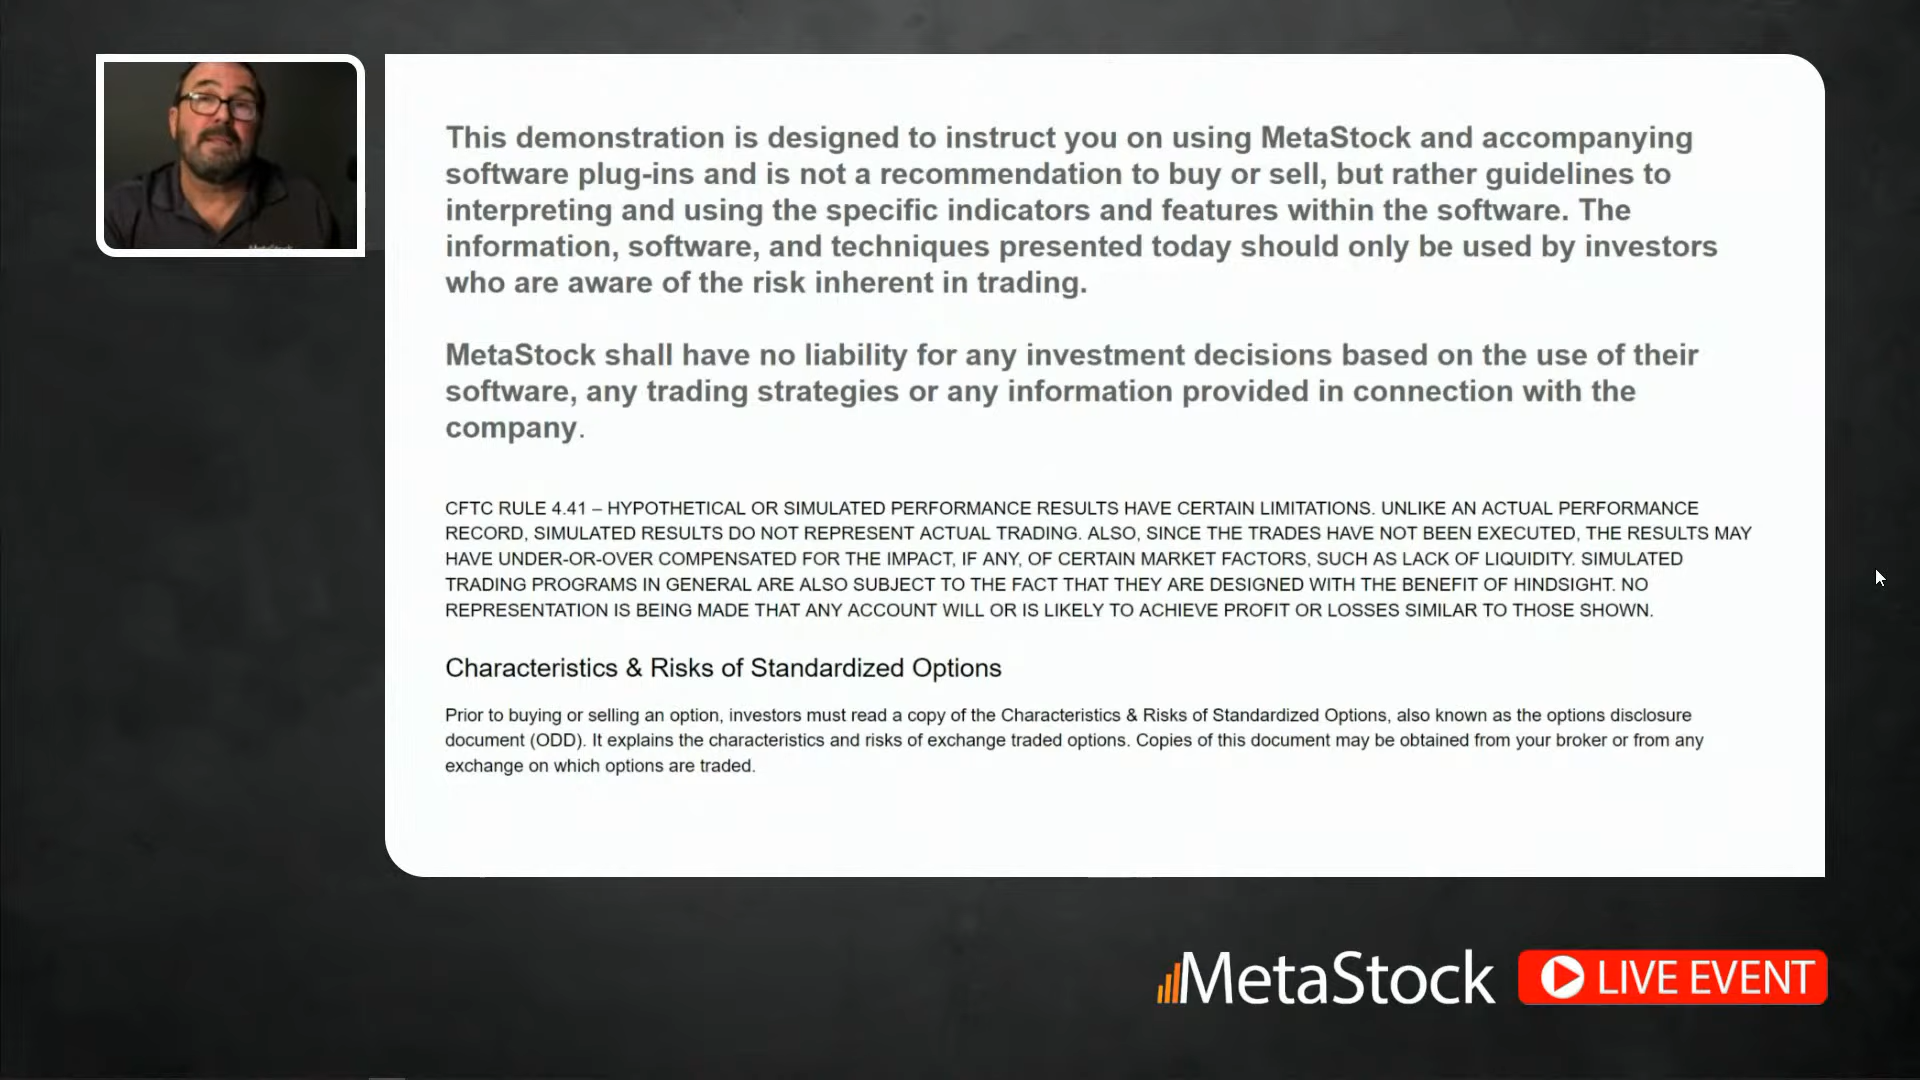 This demonstration is designed to instruct you on using MetaStock and accompanying
software plug-ins and is not a recommendation to buy or sell, but rather guidelines to
interpreting and using the specific indicators and features within the software. The
information, software, and techniques presented today should only be used by investors
who are aware of the risk inherent in trading.
MetaStock shall have no liability for any investment decisions based on the use of their
software, any trading strategies or any information provided in connection with the
company.
CFTC RULE 4.41 – HYPOTHETICAL OR SIMULATED PERFORMANCE RESULTS HAVE CERTAIN LIMITATIONS. UNLIKE AN ACTUAL PERFORMANCE
RECORD, SIMULATED RESULTS DO NOT REPRESENT ACTUAL TRADING. ALSO, SINCE THE TRADES HAVE NOT BEEN EXECUTED, THE RESULTS MAY
HAVE UNDER-OR-OVER COMPENSATED FOR THE IMPACT, IF ANY, OF CERTAIN MARKET FACTORS, SUCH AS LACK OF LIQUIDITY. SIMULATED
TRADING PROGRAMS IN GENERAL ARE ALSO SUBJECT TO THE FACT THAT THEY ARE DESIGNED WITH THE BENEFIT OF HINDSIGHT. NO
REPRESENTATION IS BEING MADE THAT ANY ACCOUNT WILL OR IS LIKELY TO ACHIEVE PROFIT OR LOSSES SIMILAR TO THOSE SHOWN.
Characteristics & Risks of Standardized Options
Prior to buying or selling an option, investors must read a copy of the Characteristics & Risks of Standardized Options, also known as the options disclosure
document (ODD). It explains the characteristics and risks of exchange traded options. Copies of this document may be obtained from your broker or from any
exchange on which options are traded.
MetaStock LIVE EVENT